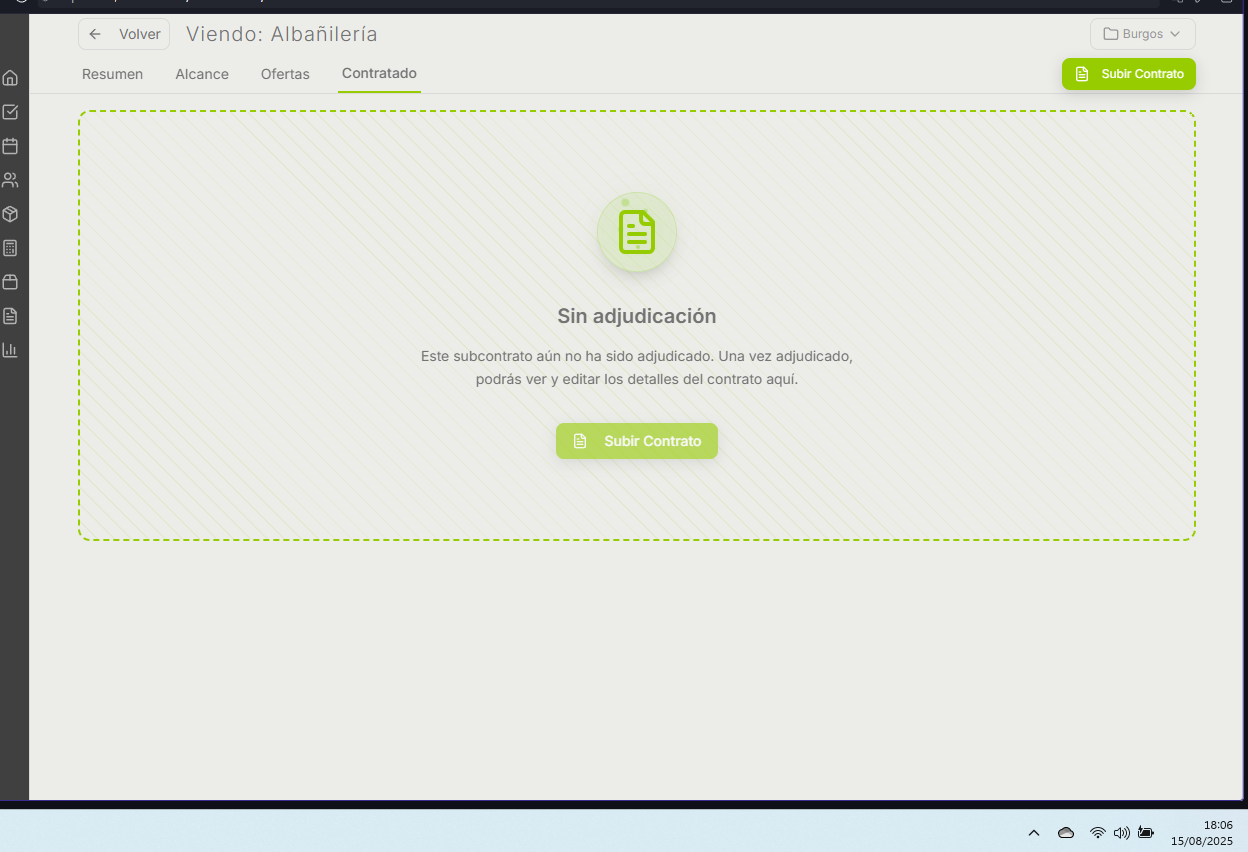 Volver
Viendo: Albañilería
Burgos
Resumen
Alcance
Ofertas
Contratado
Subir Contrato
Sin adjudicación
Este subcontrato aún no ha sido adjudicado. Una vez adjudicado,
podrás ver y editar los detalles del contrato aquí.
Subir Contrato
18:06
15/08/2025